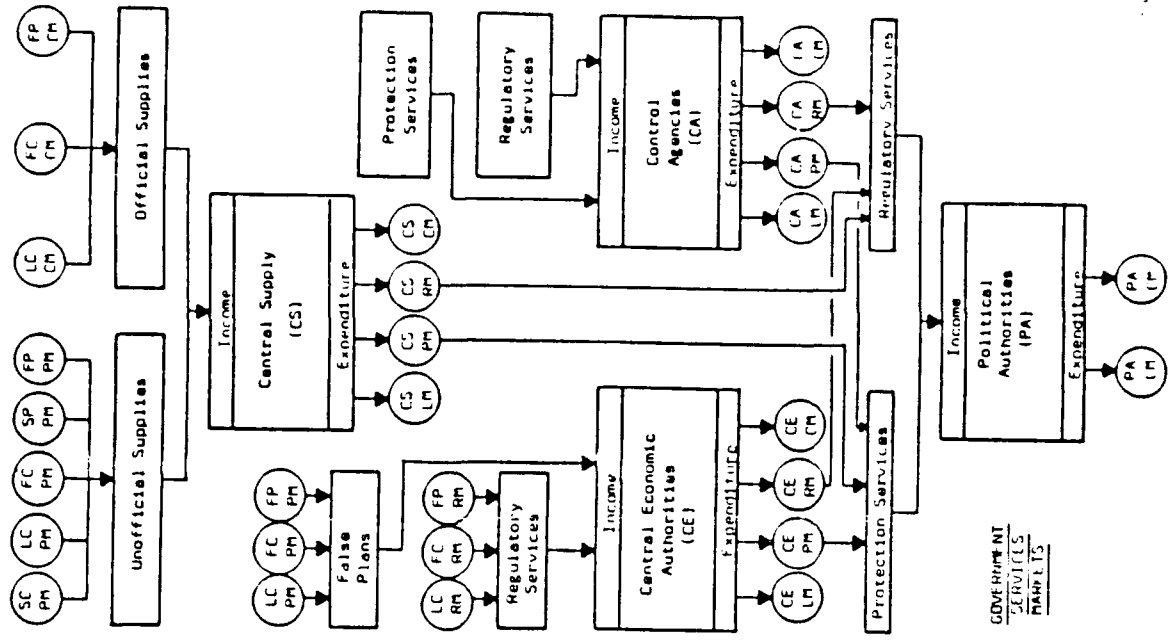 SC
PM
LC
PM
FC
PM
SP
PM
FP
PM
LC
CM
FC
CM
FP
CM
Unofficial Supplies
Official Supplies
Income
Central Supply
(CS)
Expenditure
CS
LM
CS
PM
CS
RM
CS
CM
LC
PM
FC
PM
FP
PM
False
Plans
LC
RM
FC
RM
FP
RM
Regulatory
Services
Protection
Services
Regulatory
Services
Income
Central Economic
Authorities
(CE)
Expenditure
CE
LM
CE
PM
CE
RM
CE
CM
Income
Control
Agencies
(CA)
Expenditure
CA
LM
CA
PM
CA
RM
CA
CM
Protection Services
Regulatory Services
Income
Political
Authorities
(PA)
Expenditure
PA
LM
PA
CM
GOVERNMENT
SERVICES
MARKETS